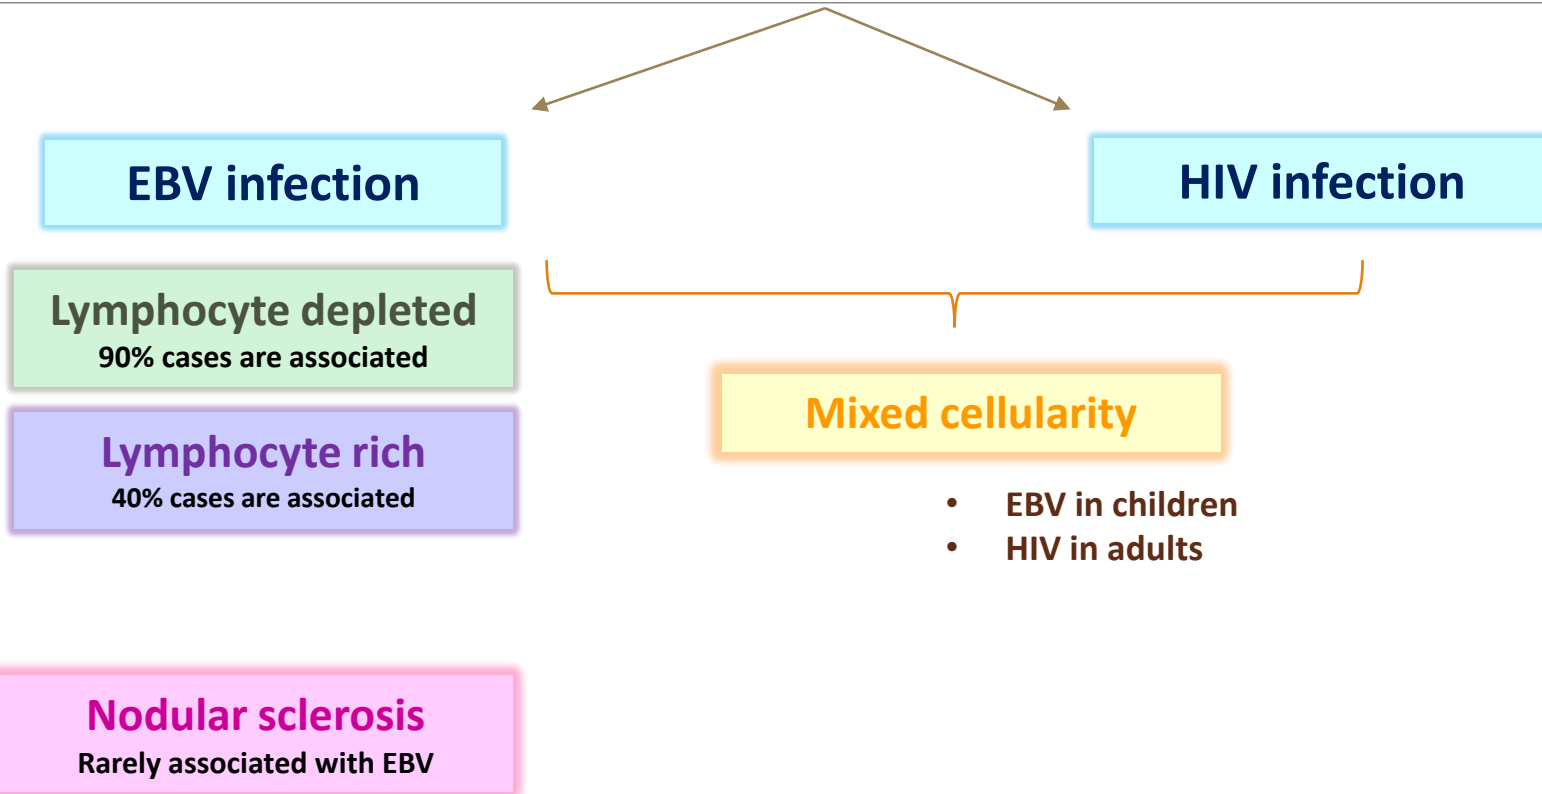 EBV infection
HIV infection
Lymphocyte depleted
90% cases are associated
Lymphocyte rich
40% cases are associated
Mixed cellularity
• EBV in children
• HIV in adults
Nodular sclerosis
Rarely associated with EBV